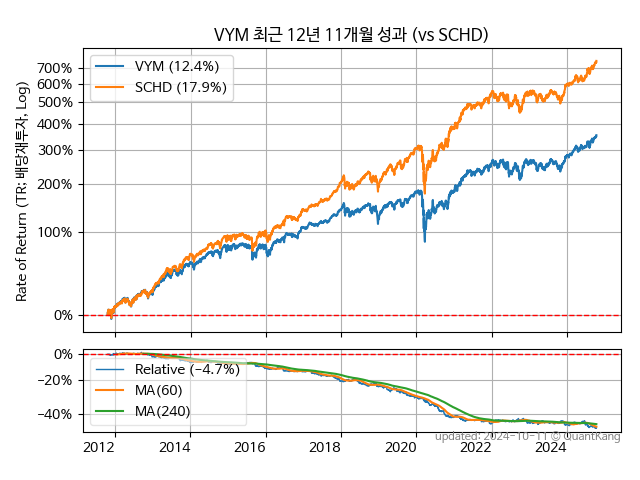 VYM 최근 12년 11개월 성과 (vs SCHD)
Rate of Return (TR; 배당재투자, Log)
VYM (12.4%)
SCHD (17.9%)
700%
600%
500%
400%
300%
200%
100%
0%
0%
−20%
−40%
Relative (−4.7%)
MA(60)
MA(240)
2012 2014 2016 2018 2020 2022 2024
updated: 2024-10-11 © QuantKang